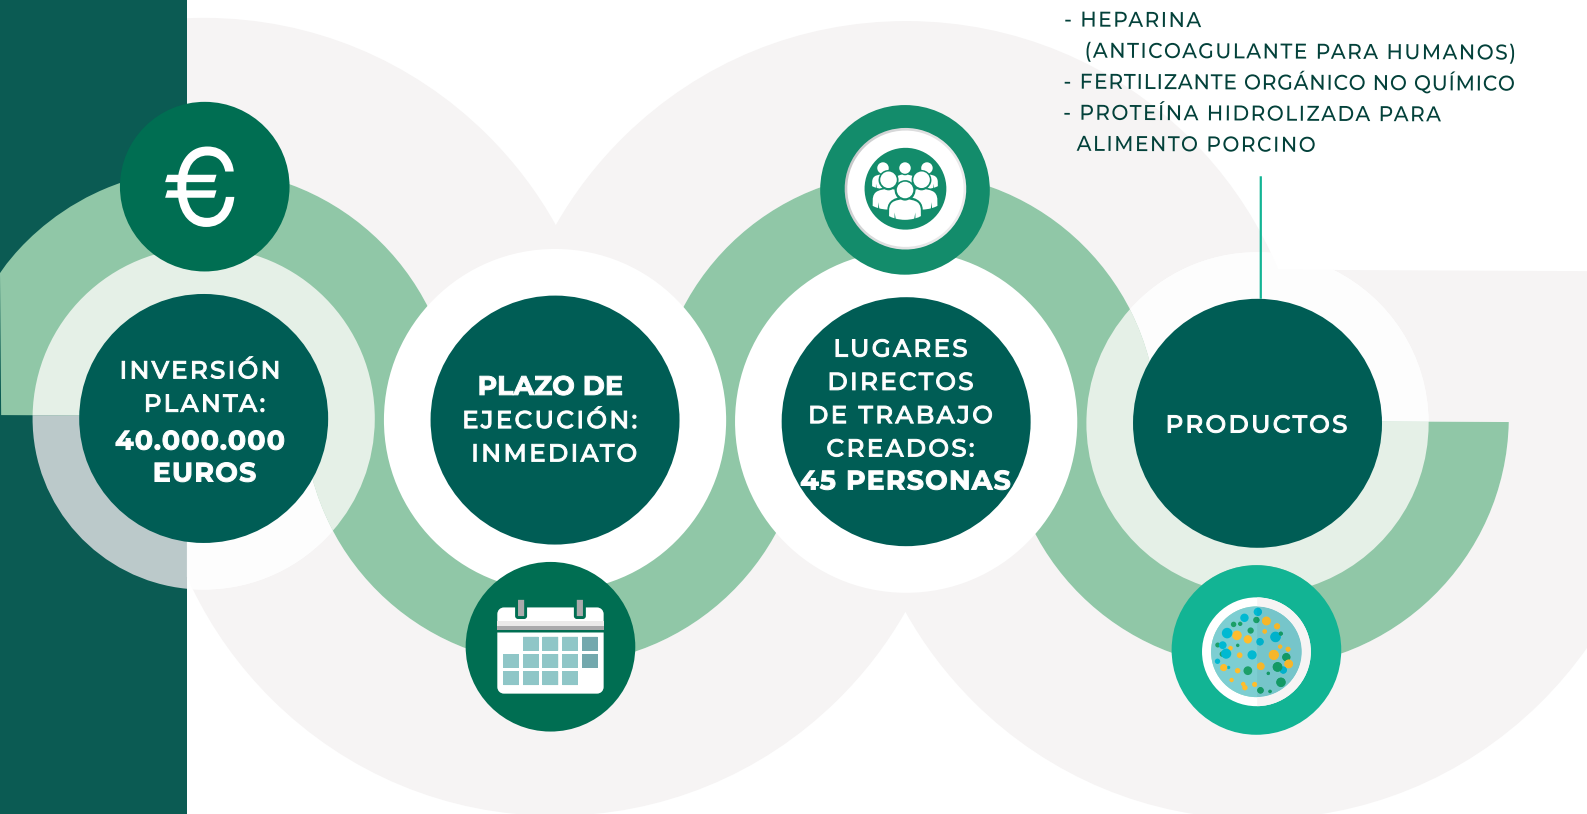 - HEPARINA
(ANTICOAGULANTE PARA HUMANOS)
- FERTILIZANTE ORGÁNICO NO QUÍMICO
- PROTEÍNA HIDROLIZADA PARA
ALIMENTO PORCINO
€
INVERSIÓN
PLANTA:
40.000.000
EUROS
PLAZO DE
EJECUCIÓN:
INMEDIATO
LUGARES
DIRECTOS
DE TRABAJO
CREADOS:
45 PERSONAS
PRODUCTOS